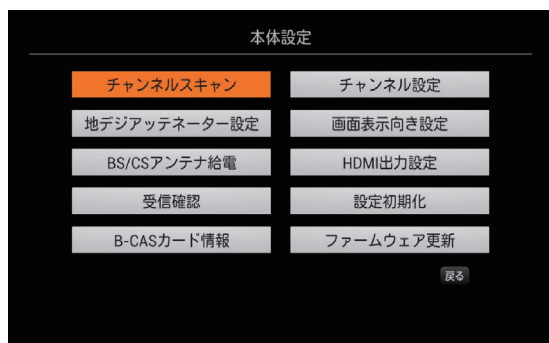 本体設定
チャンネルスキャン
チャンネル設定
地デジアッテネーター設定
画面表示向き設定
BS/CSアンテナ給電
HDMI出力設定
受信確認
設定初期化
B-CASカード情報
ファームウェア更新
戻る